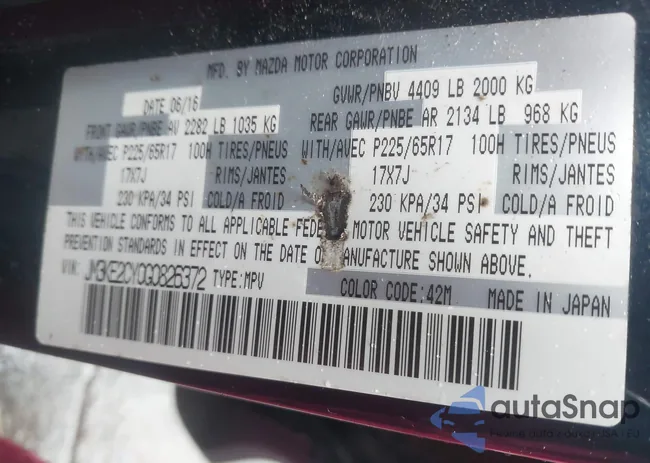 MFD. BY MAZDA MOTOR CORPORATION
DATE 06/16
GVWR/PNBV 4409 LB 2000 KG
FRONT GAWR/PNBE AV 2282 LB 1035 KG
REAR GAWR/PNBE AR 2134 LB 968 KG
WITH/AVEC P225/65R17 100H TIRES/PNEUS
WITH/AVEC P225/65R17 100H TIRES/PNEUS
17X7J RIMS/JANTES
17X7J RIMS/JANTES
230 KPA/34 PSI COLD/A FROID
230 KPA/34 PSI COLD/A FROID
THIS VEHICLE CONFORMS TO ALL APPLICABLE FEDE MOTOR VEHICLE SAFETY AND THEFT
PREVENTION STANDARDS IN EFFECT ON THE DATE O MANUFACTURE SHOWN ABOVE.
VIN: JM3KE2CY0G0826372 TYPE:MPV
COLOR CODE:42M MADE IN JAPAN
autoSnap